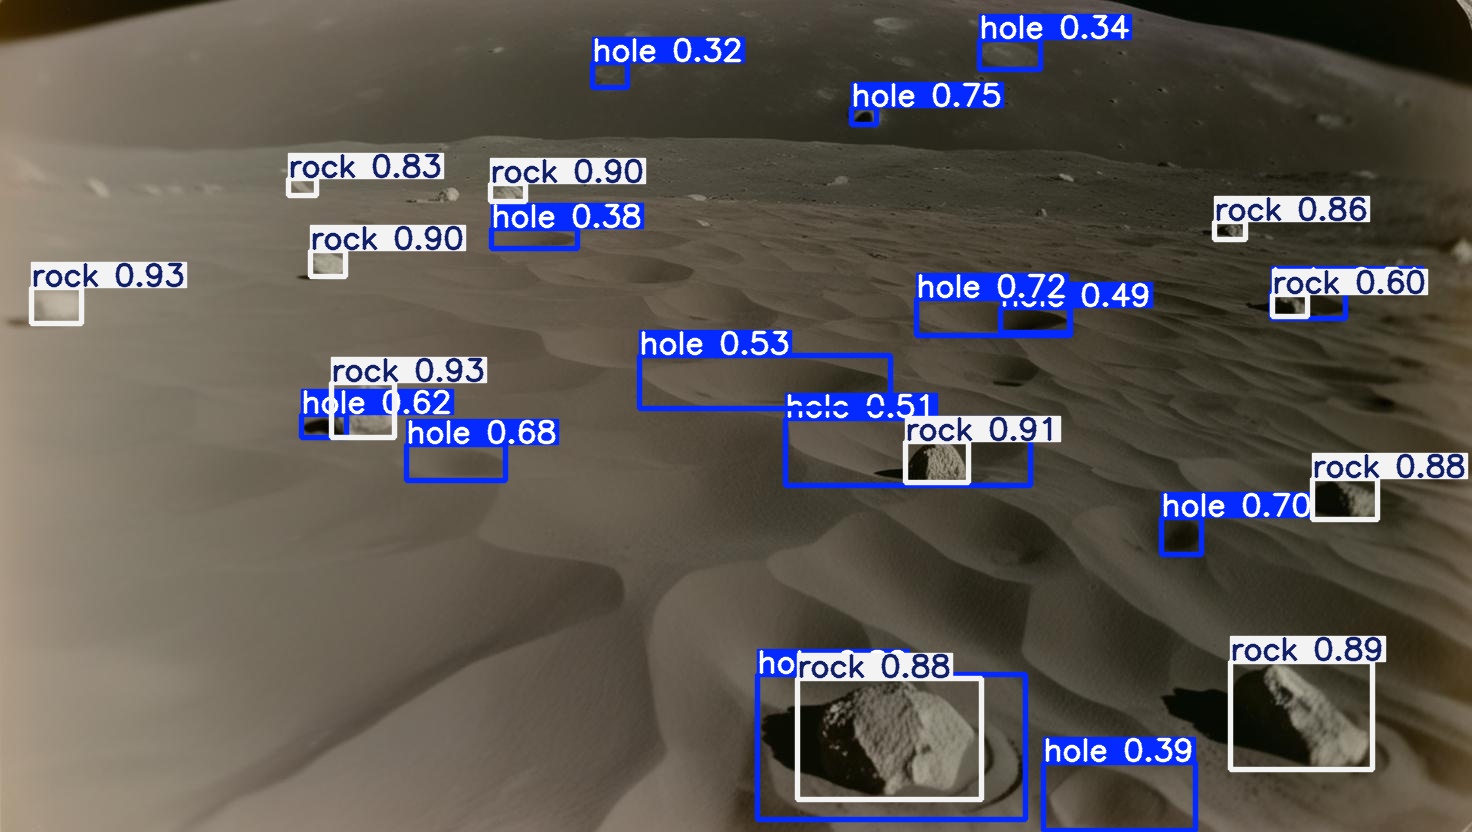 hole 0.34
hole 0.32
hole 0.75
rock 0.83
rock 0.90
rock 0.86
hole 0.38
rock 0.90
rock 0.93
rock 0.60
hole 0.72
0.49
hole 0.53
rock 0.93
hole 0.62
hole 0.51
rock 0.91
hole 0.68
rock 0.88
hole 0.70
rock 0.89
rock 0.88
hole 0.39